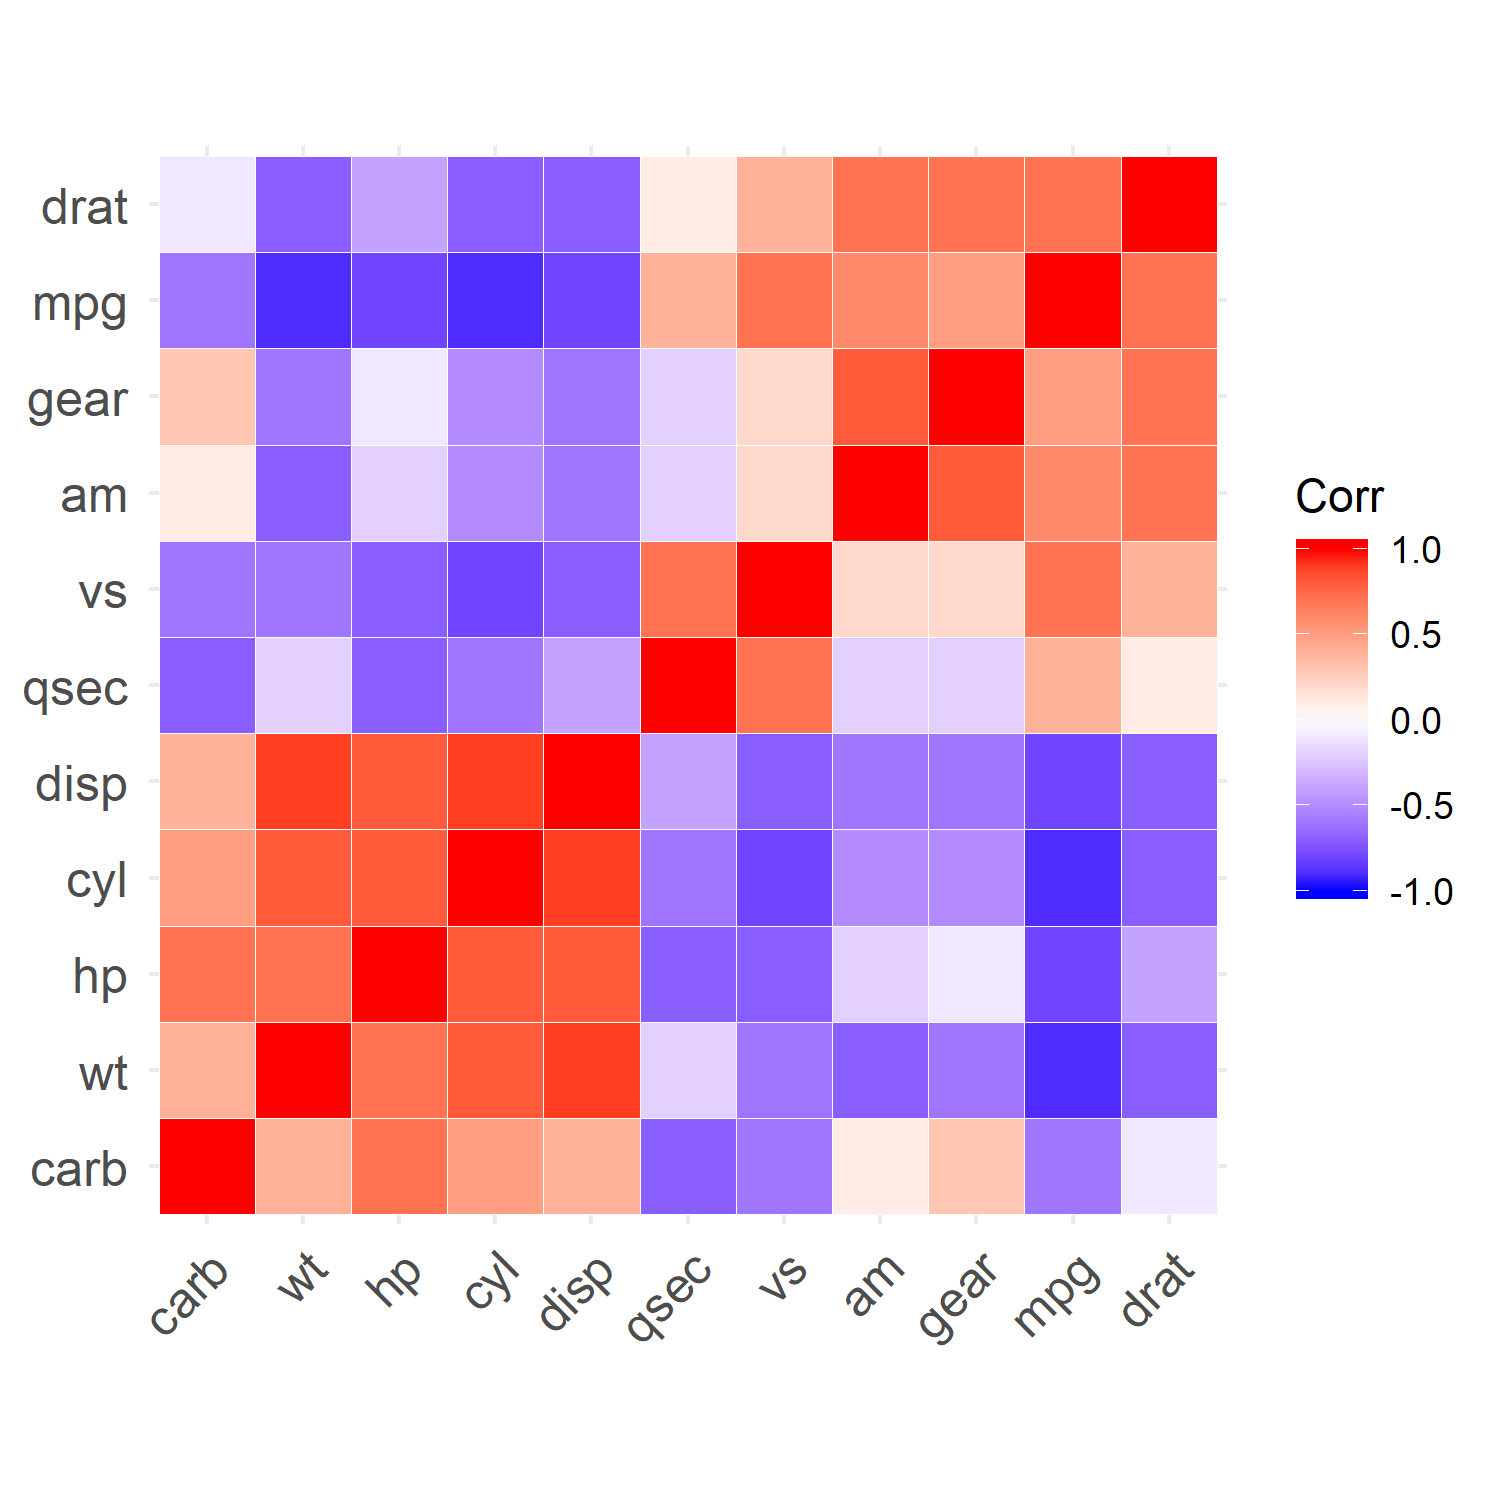 drat
mpg
gear
am
vs
qsec
disp
cyl
hp
wt
carb
carb
wt
hp
cyl
disp
qsec
vs
am
gear
mpg
drat
Corr
1.0
0.5
0.0
-0.5
-1.0